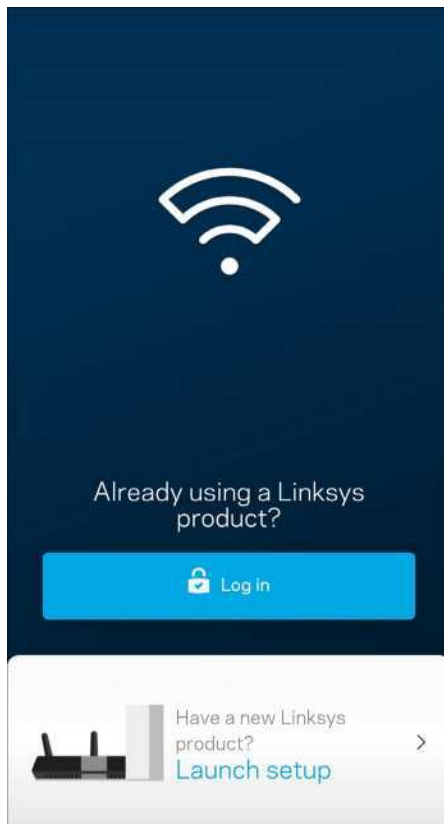 Already using a Linksys
product?
Log in
Have a new Linksys
product?
Launch setup